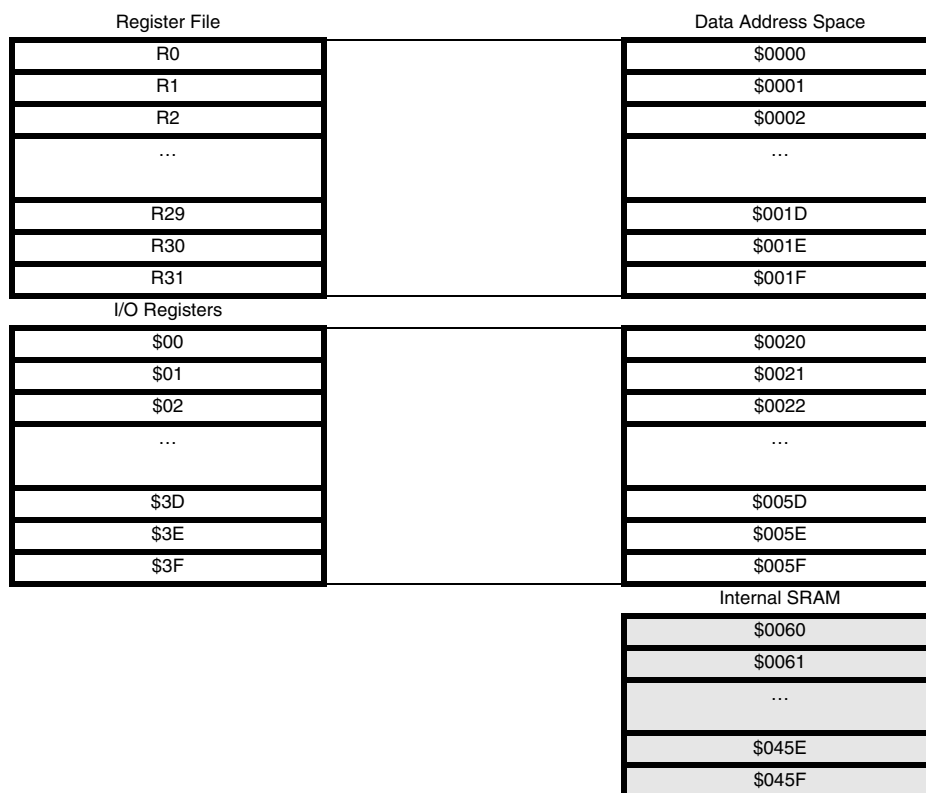 Register File Data Address Space
R0 $0000
R1 $0001
R2 $0002
... ...
R29 $001D
R30 $001E
R31 $001F
I/O Registers
$00 $0020
$01 $0021
$02 $0022
... ...
$3D $005D
$3E $005E
$3F $005F
Internal SRAM
$0060
$0061
...
$045E
$045F